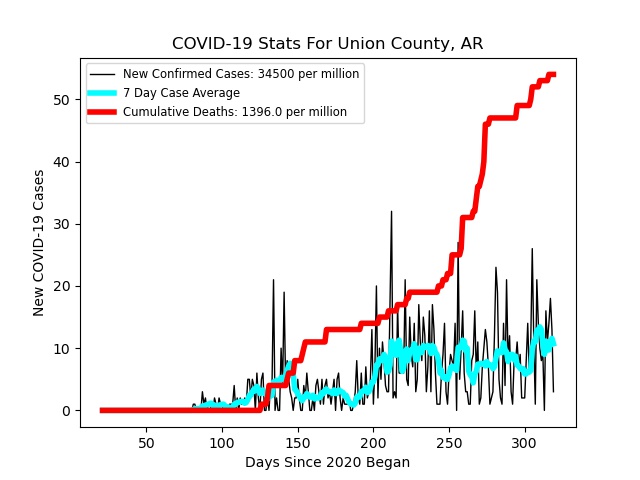 COVID-19 Stats For Union County, AR
New Confirmed Cases: 34500 per million
7 Day Case Average
Cumulative Deaths: 1396.0 per million
New COVID-19 Cases
50
40
30
20
10
0
50 100 150 200 250 300
Days Since 2020 Began